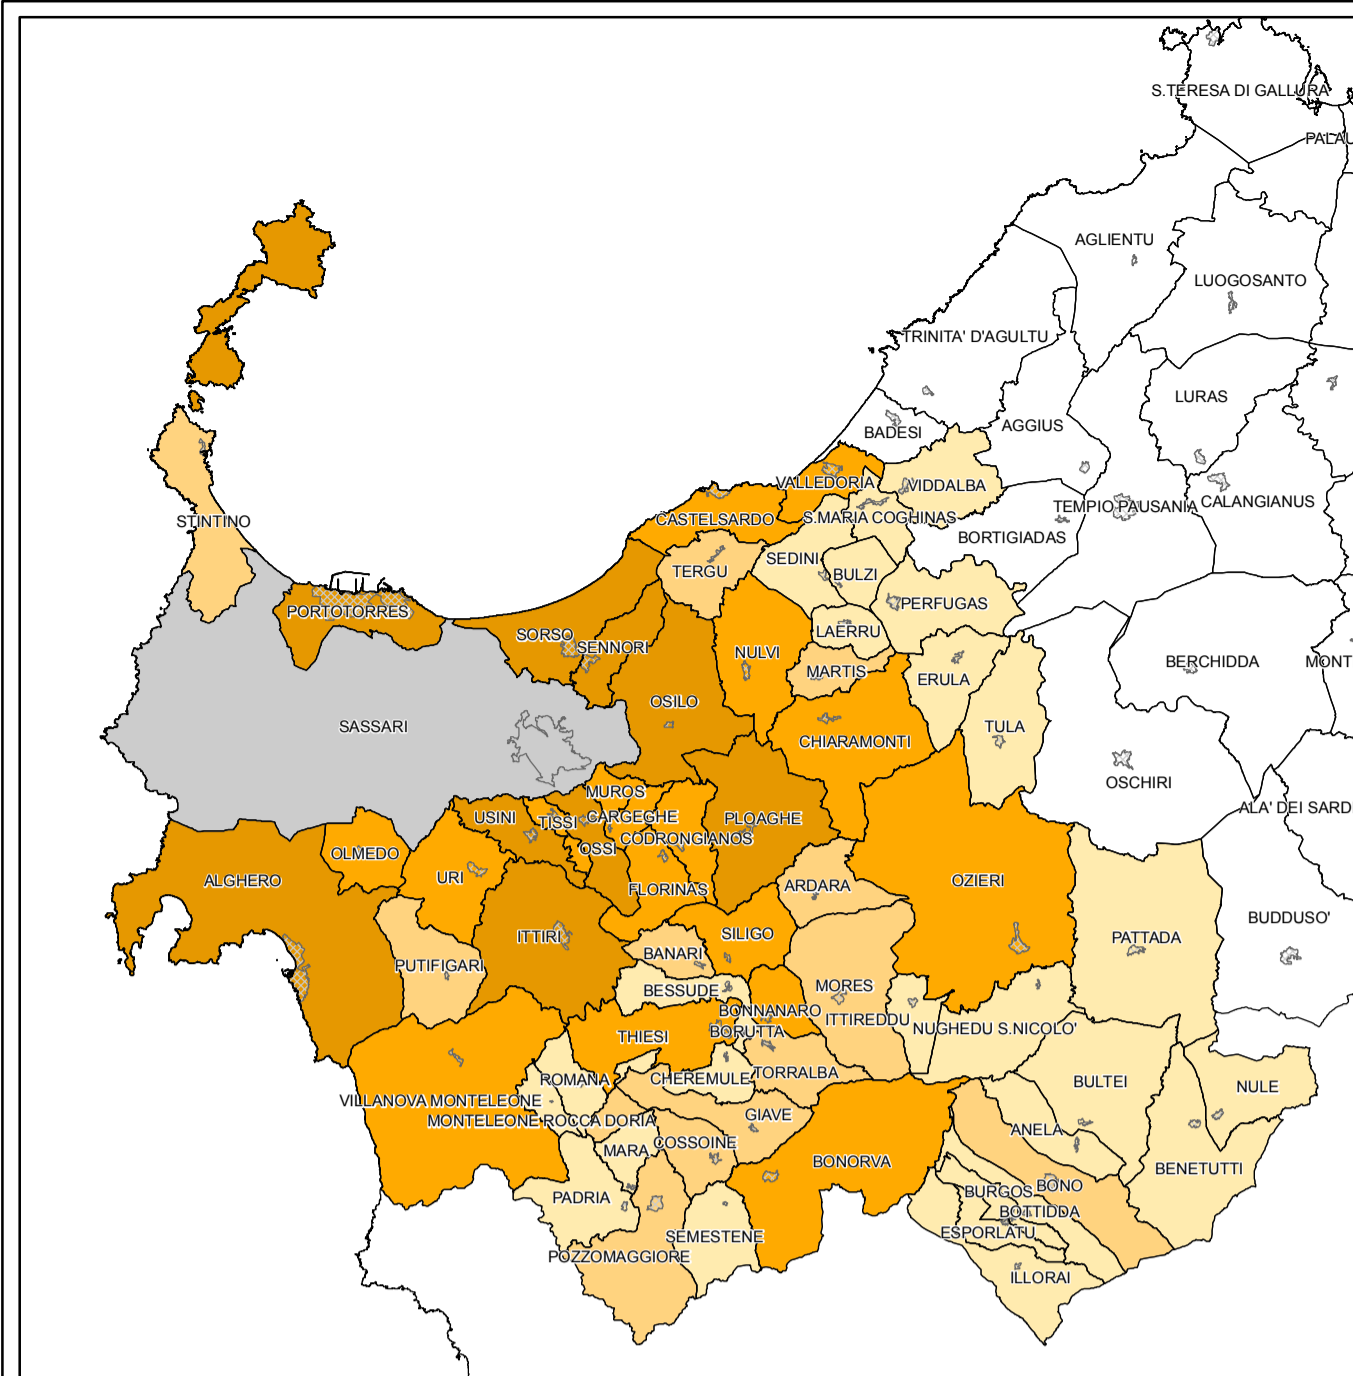 S.TERESA DI GALLURA
PALAU
AGLIENTU
LUOGOSANTO
TRINITA' D'AGULTU
LURAS
AGGIUS
BADESI
VALLEDORIA
VIDDALBA
TEMPIO PAUSANIA
CALANGIANUS
STINTINO
CASTELSARDO
S.MARIA COGHINAS
BORTIGIADAS
TERGU
SEDINI
BULZI
PERFUGAS
PORTOTORRES
SORSO
SENNORI
LAERRU
NULVI
MARTIS
ERULA
BERCHIDDA
MONT
OSILO
SASSARI
CHIARAMONTI
TULA
OSCHIRI
MUROS
ALA' DEI SARD
USINI
TISSI
CARGEGHE
PLOAGHE
CODRONGIANOS
OSSI
OLMEDO
URI
ALGHERO
FLORINAS
ARDARA
OZIERI
BUDDUSO'
ITTIRI
SILIGO
PATTADA
BANARI
PUTIFIGARI
BESSUDE
MORES
BONNANARO
ITTIREDDU
NUGHEDU S.NICOLO'
BORUTTA
THIESI
TORRALBA
ROMANA
CHEREMULE
BULTEI
NULE
VILLANOVA MONTELEONE
MONTELEONE ROCCA DORIA
GIAVE
ANELA
COSSOINE
MARA
BONORVA
BENETUTTI
PADRIA
BURGOS
BONO
BOTTIDDA
SEMESTENE
ESPORLATU
POZZOMAGGIORE
ILLORAI